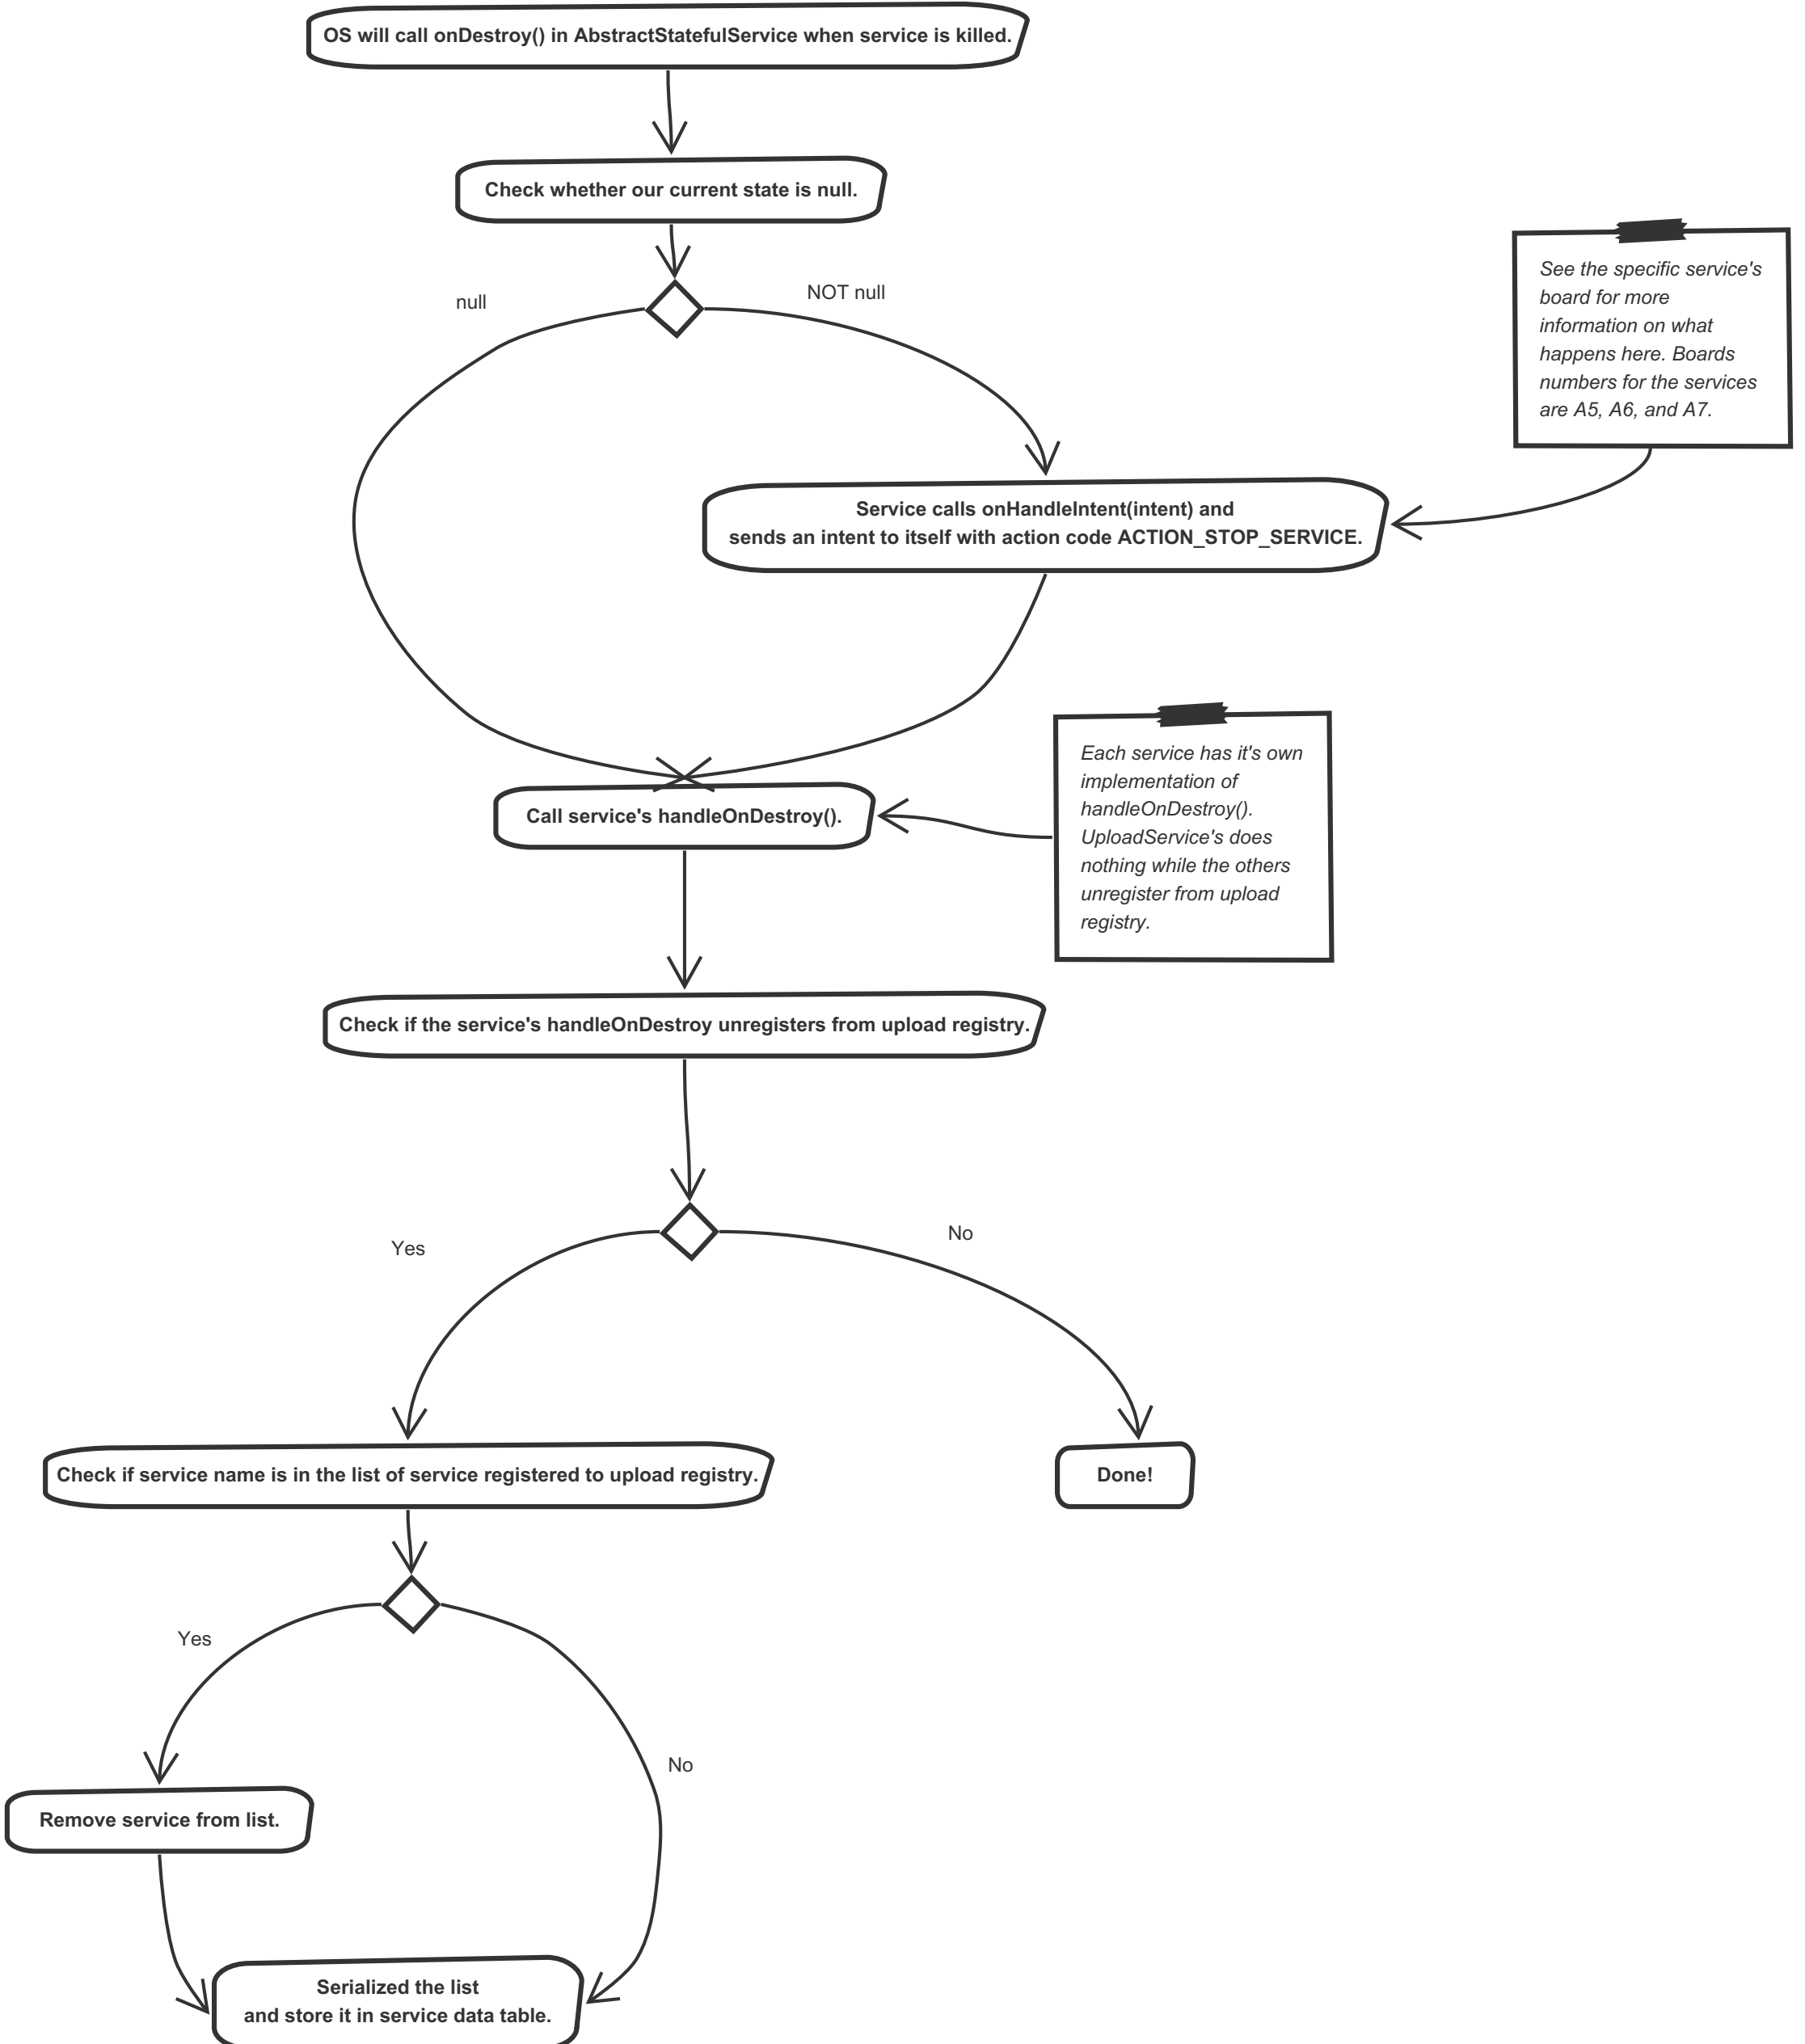 OS will call onDestroy() in AbstractStatefulService when service is killed.
Check whether our current state is null.
null
NOT null
See the specific service's
board for more
information on what
happens here. Boards
numbers for the services
are A5, A6, and A7.
Service calls onHandleIntent(intent) and
sends an intent to itself with action code ACTION_STOP_SERVICE.
Each service has it's own
implementation of
handleOnDestroy().
UploadService's does
nothing while the others
unregister from upload
registry.
Call service's handleOnDestroy().
Check if the service's handleOnDestroy unregisters from upload registry.
Yes
No
Check if service name is in the list of service registered to upload registry.
Done!
Yes
No
Remove service from list.
Serialized the list
and store it in service data table.